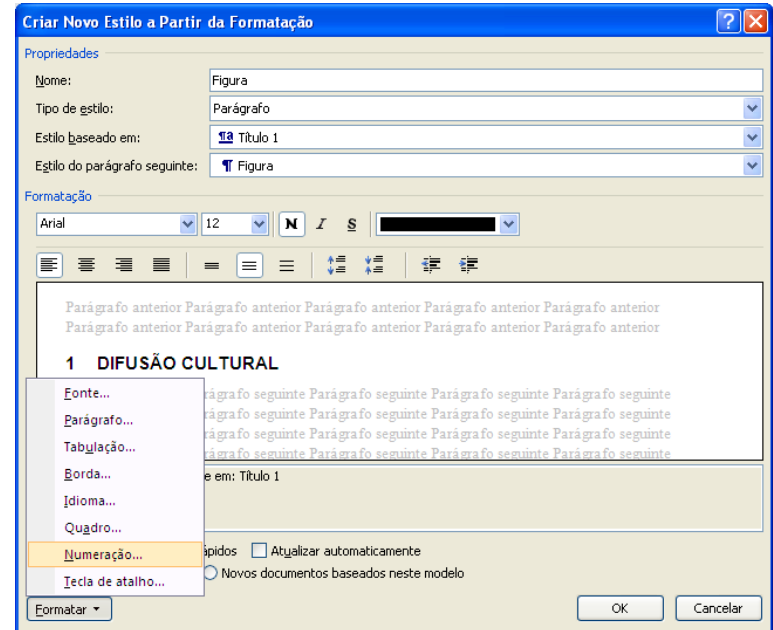 Criar Novo Estilo a Partir da Formatação
Propriedades
Nome: Figura
Tipo de estilo: Parágrafo
Estilo baseado em: ¶a Título 1
Estilo do parágrafo seguinte: ¶ Figura
Formatação
Arial 12 N I S
Parágrafo anterior Parágrafo anterior Parágrafo anterior Parágrafo anterior Parágrafo anterior
Parágrafo anterior Parágrafo anterior Parágrafo anterior Parágrafo anterior Parágrafo anterior
1 DIFUSÃO CULTURAL
rágrafo seguinte Parágrafo seguinte Parágrafo seguinte Parágrafo seguinte
rágrafo seguinte Parágrafo seguinte Parágrafo seguinte Parágrafo seguinte
rágrafo seguinte Parágrafo seguinte Parágrafo seguinte Parágrafo seguinte
rágrafo seguinte Parágrafo seguinte Parágrafo seguinte Parágrafo seguinte
e em: Título 1
ápidos Atualizar automaticamente
Novos documentos baseados neste modelo
Fonte...
Parágrafo...
Tabulação...
Borda...
Idioma...
Quadro...
Numeração...
Tecla de atalho...
Formatar OK Cancelar